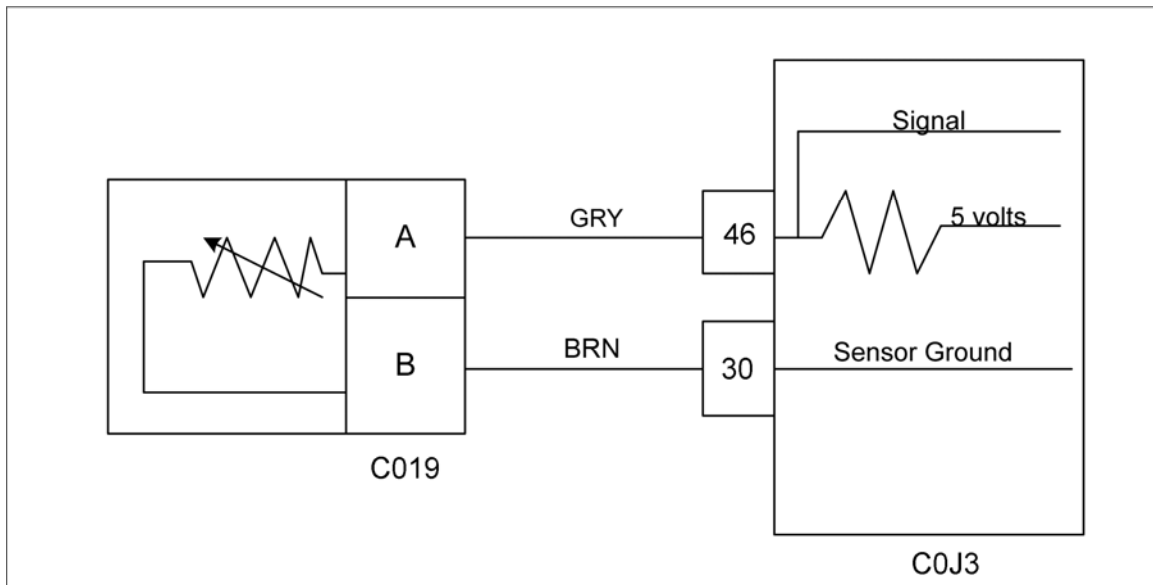 Signal
GRY
46
5 volts
A
B
BRN
30
Sensor Ground
C019
C0J3